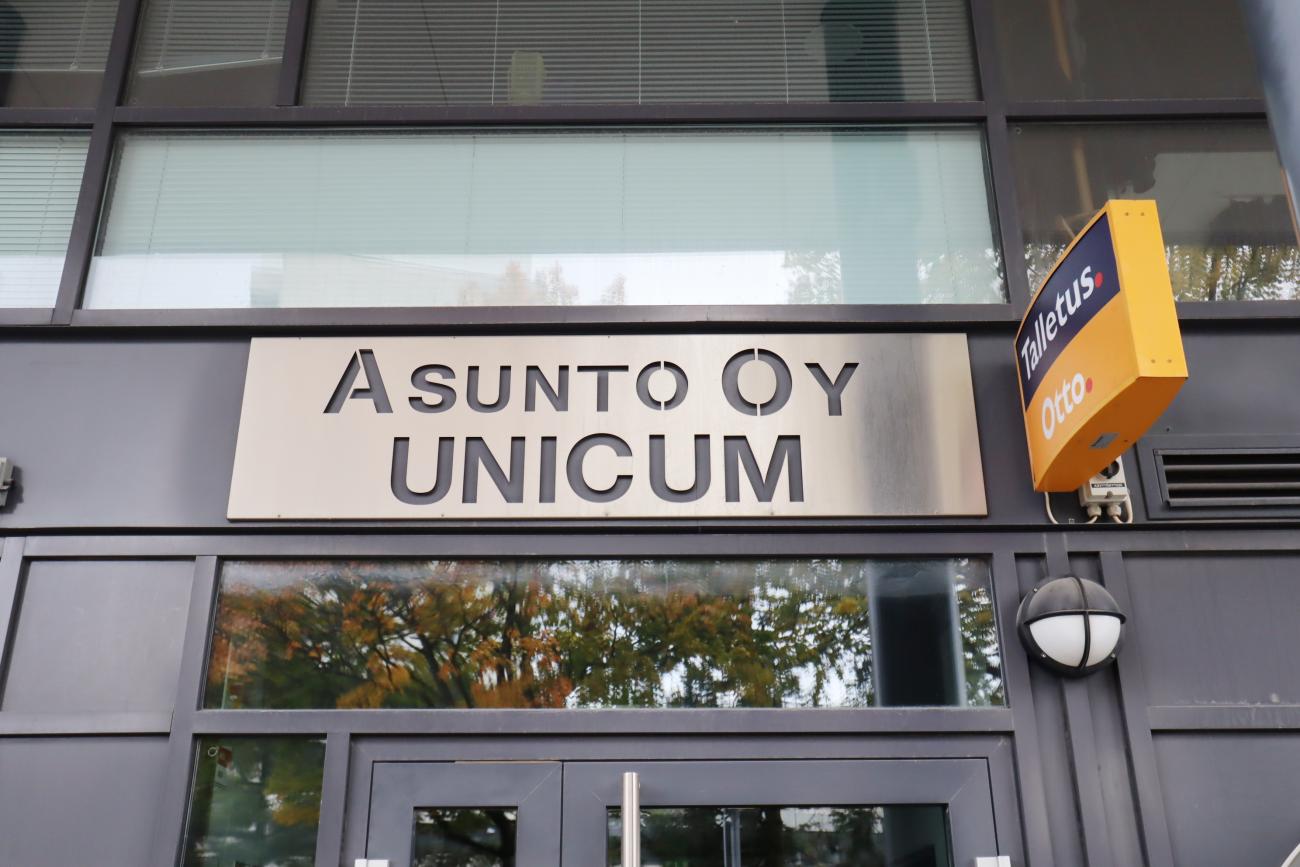 ASUNTO OY
UNICUM
Talletus.
Otto.